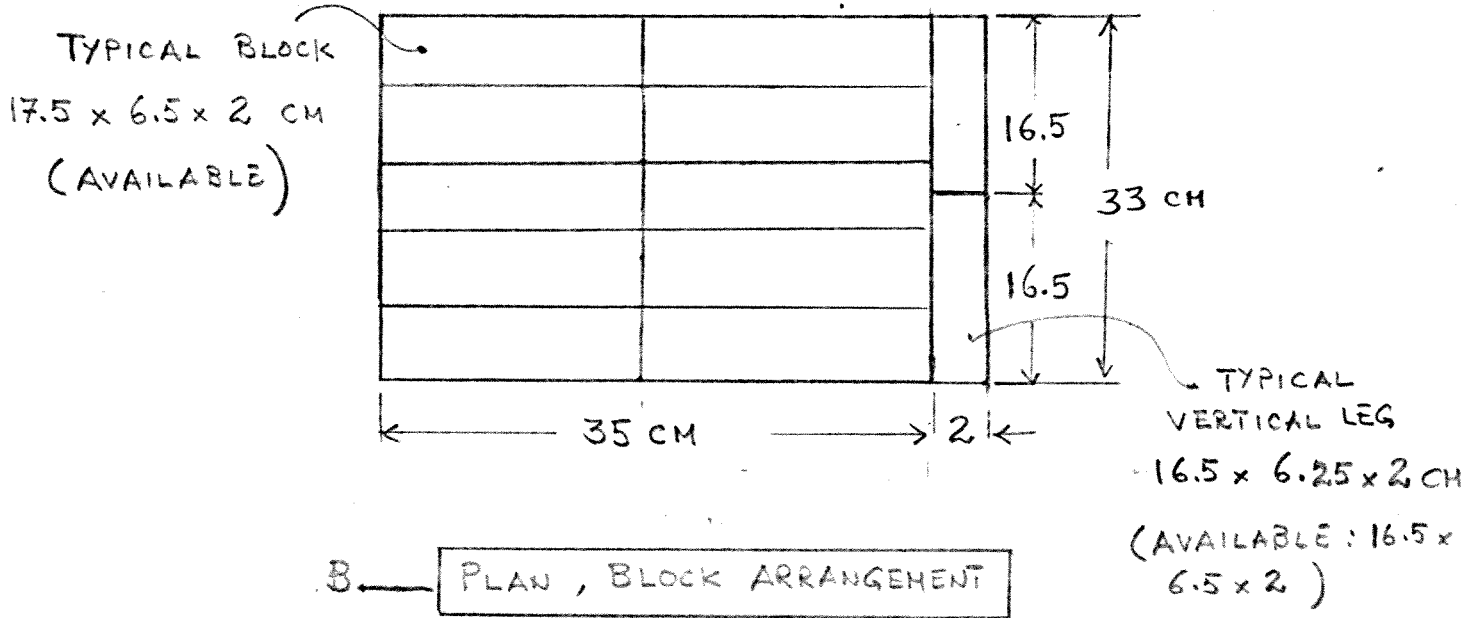 TYPICAL BLOCK
17.5 x 6.5 x 2 CM
(AVAILABLE)
16.5
33 CM
16.5
35 CM
2
TYPICAL
VERTICAL LEG
16.5 x 6.25 x 2 CM
(AVAILABLE : 16.5 x
6.5 x 2 )
B
PLAN , BLOCK ARRANGEMENT